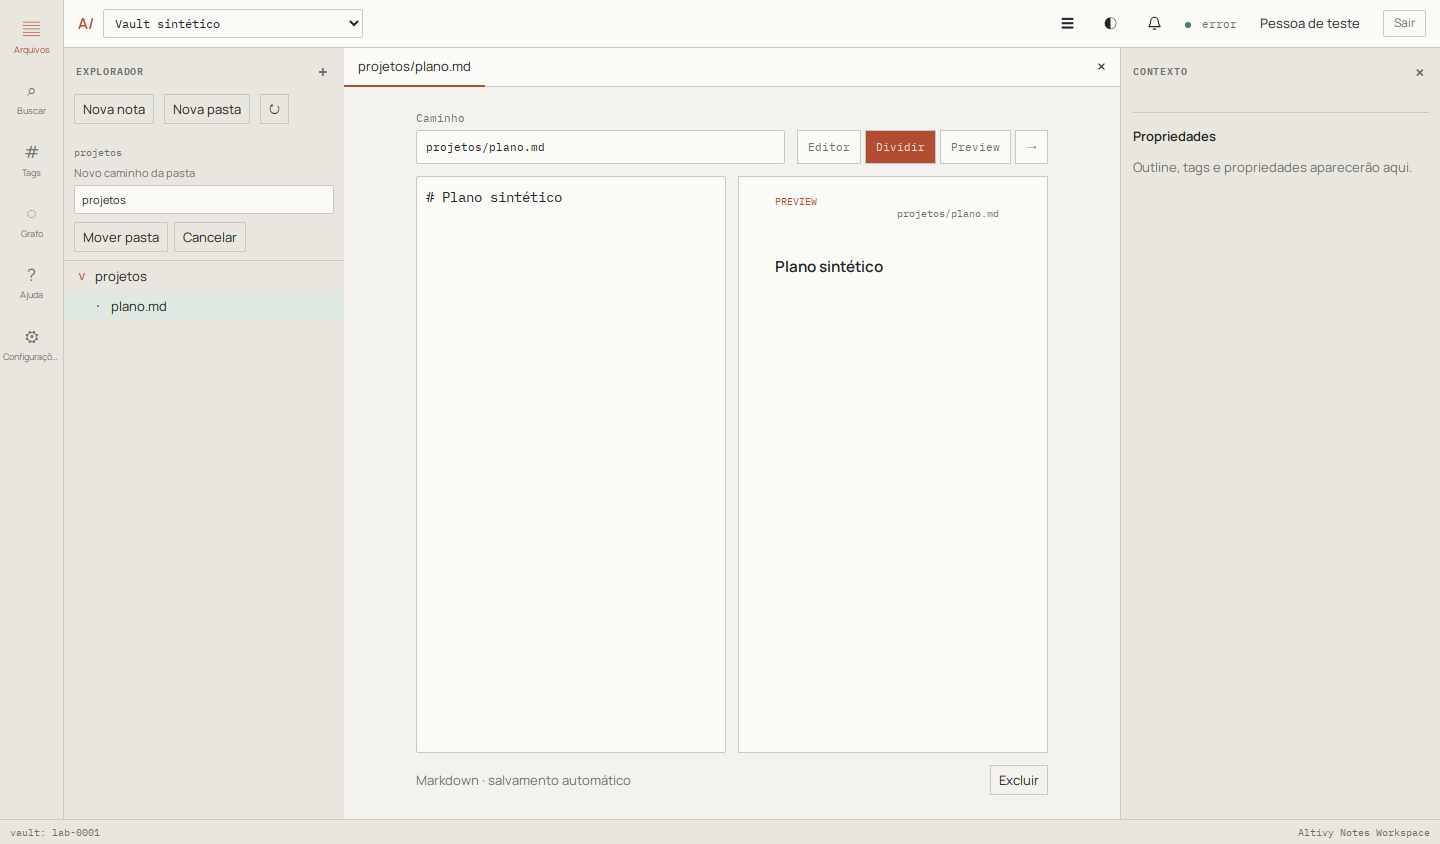 A/
Vault sintético
error
Pessoa de teste
Sair
Arquivos
Buscar
Tags
Grafo
Ajuda
Configuraçõ…
EXPLORADOR
Nova nota
Nova pasta
projetos
Novo caminho da pasta
projetos
Mover pasta
Cancelar
projetos
plano.md
projetos/plano.md
Caminho
projetos/plano.md
Editor
Dividir
Preview
# Plano sintético
PREVIEW
projetos/plano.md
Plano sintético
Markdown · salvamento automático
Excluir
CONTEXTO
Propriedades
Outline, tags e propriedades aparecerão aqui.
vault: lab-0001
Altivy Notes Workspace